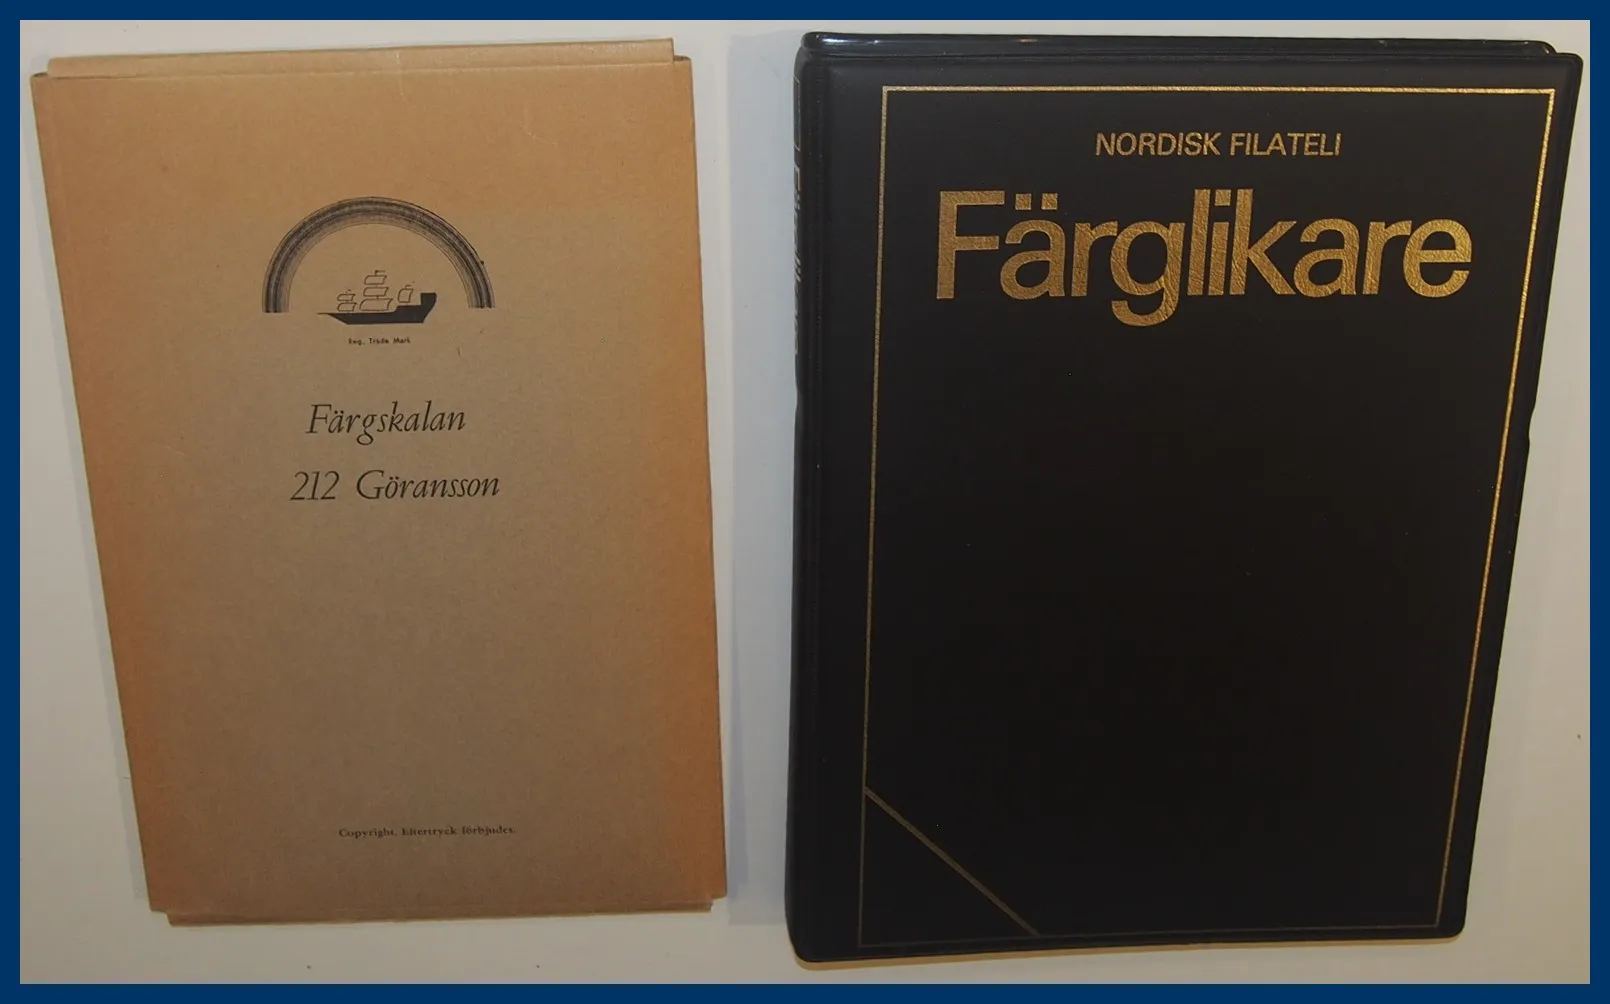 Reg. Trade Mark
Färgskalan
212 Göransson
Copyright. Eftertryck förbjudes.
NORDISK FILATELI
Färglikare